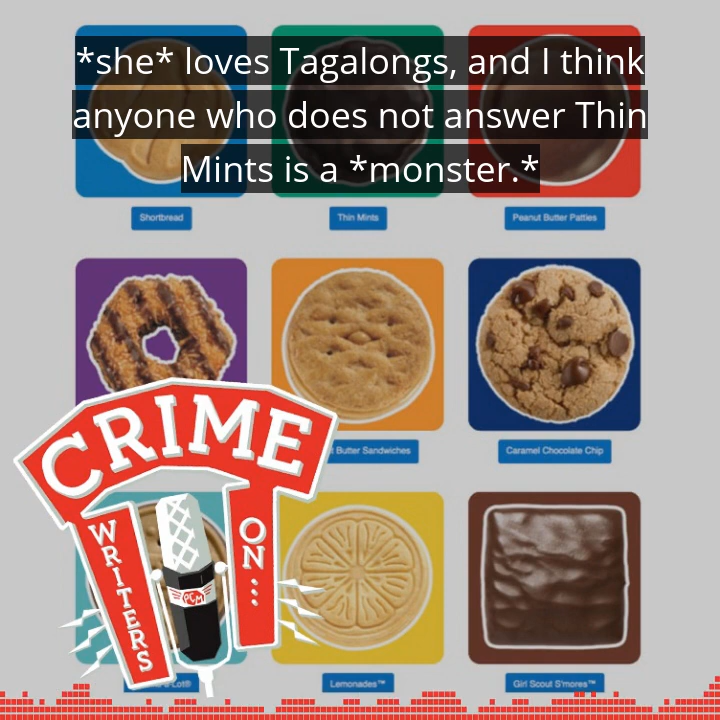 *she* loves Tagalongs, and I think
anyone who does not answer Thin
Mints is a *monster.*
Shortbread
Thin Mints
Peanut Butter Patties
Butter Sandwiches
Caramel Chocolate Chip
CRIME
WRITERS
ON...
PCM
Lot®
Lemonades™
Girl Scout S'mores™